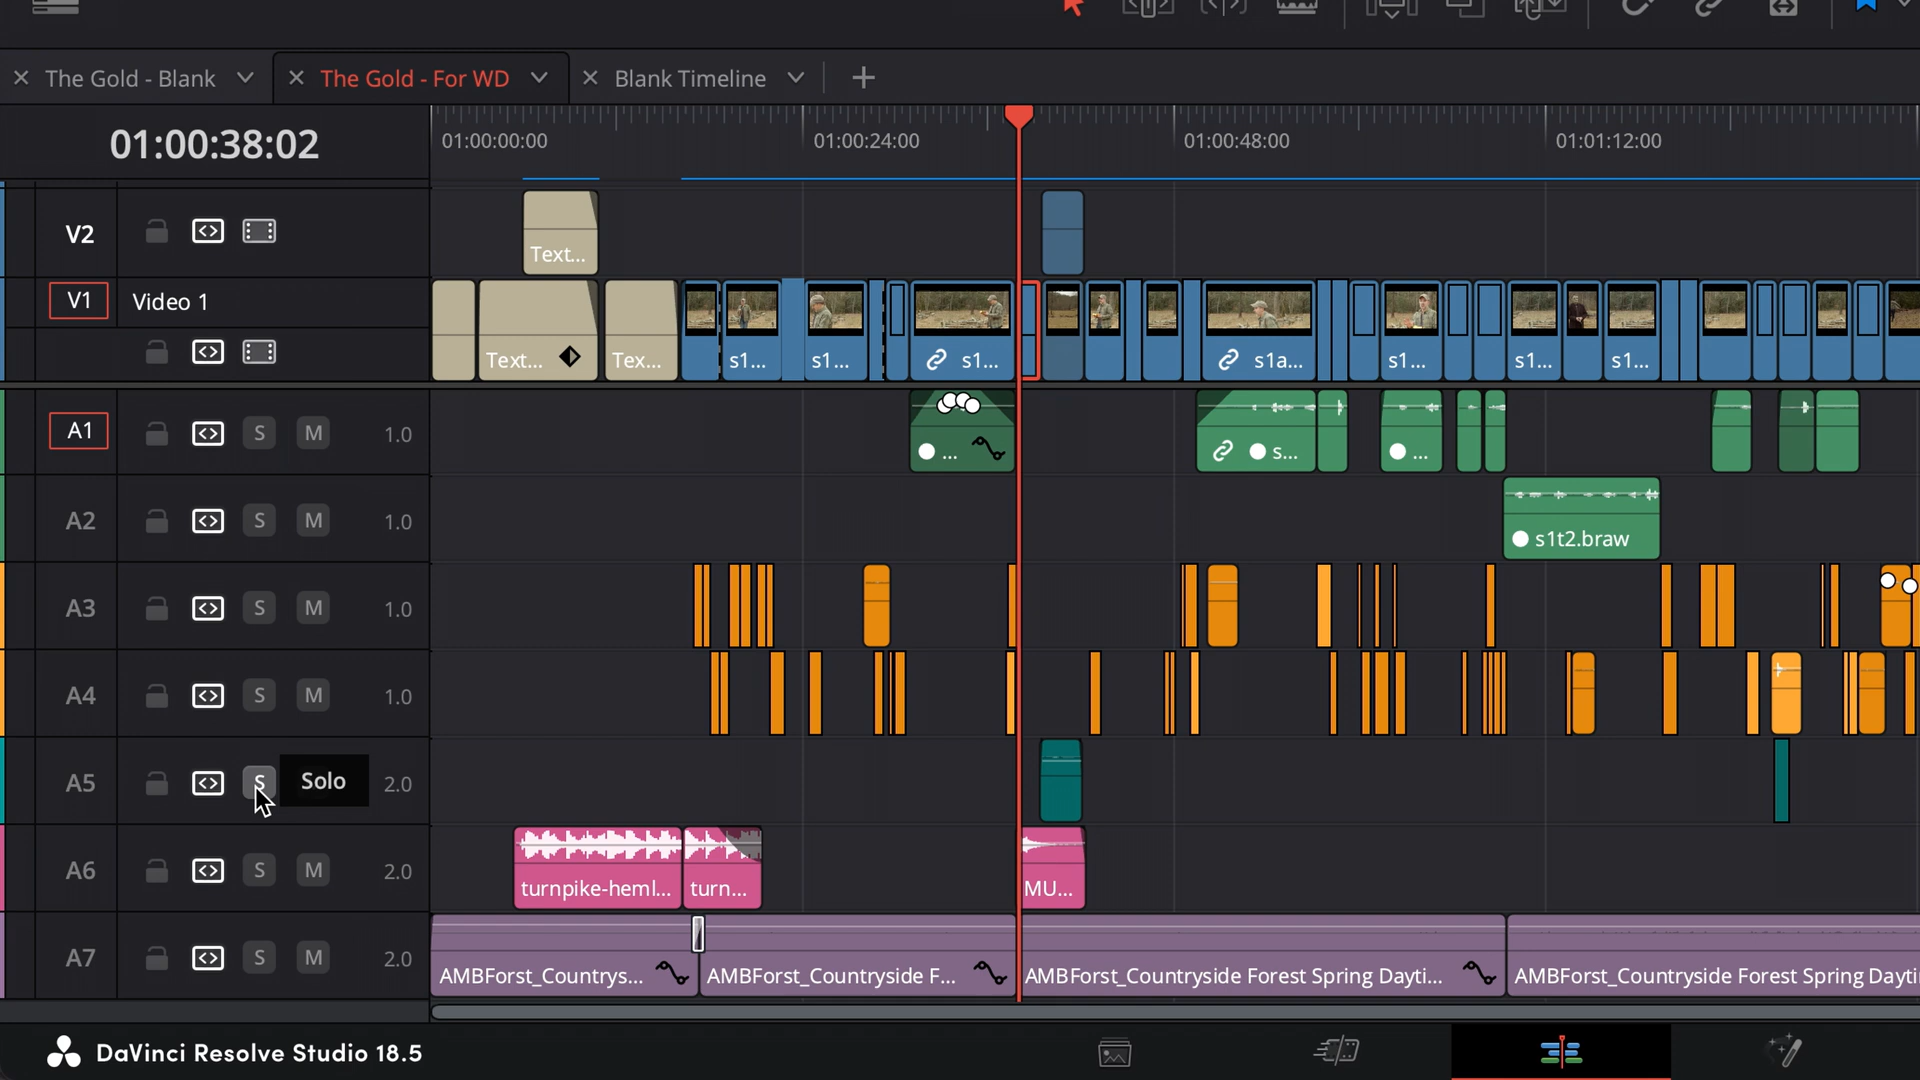 The Gold - Blank
The Gold - For WD
Blank Timeline
01:00:38:02
01:00:00:00
01:00:24:00
01:00:48:00
01:01:12:00
V2
Text...
V1
Video 1
Text...
Tex...
s1...
s1...
s1...
s1a...
s1...
s1...
s1...
A1
S
M
1.0
...
s...
...
A2
S
M
1.0
s1t2.braw
A3
S
M
1.0
A4
S
M
1.0
A5
S
Solo
2.0
A6
S
M
2.0
turnpike-heml...
turn...
MU...
A7
S
M
2.0
AMBForst_Countrys...
AMBForst_Countryside F...
AMBForst_Countryside Forest Spring Dayti...
AMBForst_Countryside Forest Spring Dayti
DaVinci Resolve Studio 18.5